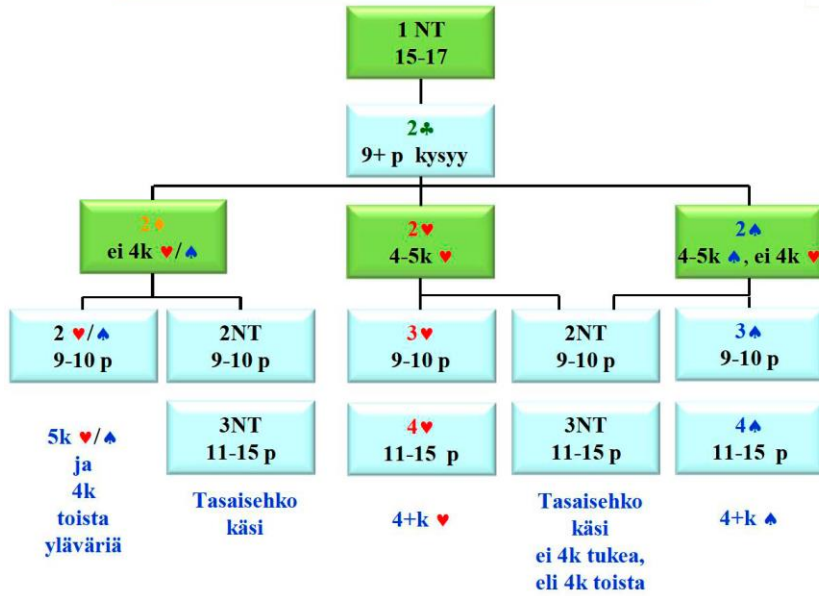 1 NT
15-17
2♣
9+ p kysyy
2♦
ei 4k ♥/♠
2♥
4-5k ♥
2♠
4-5k ♠, ei 4k ♥
2 ♥/♠
9-10 p
2NT
9-10 p
3♥
9-10 p
2NT
9-10 p
3♠
9-10 p
3NT
11-15 p
4♥
11-15 p
3NT
11-15 p
4♠
11-15 p
5k ♥/♠
ja
4k
toista
yläväriä
Tasaisehko
käsi
4+k ♥
Tasaisehko
käsi
ei 4k tukea,
eli 4k toista
4+k ♠